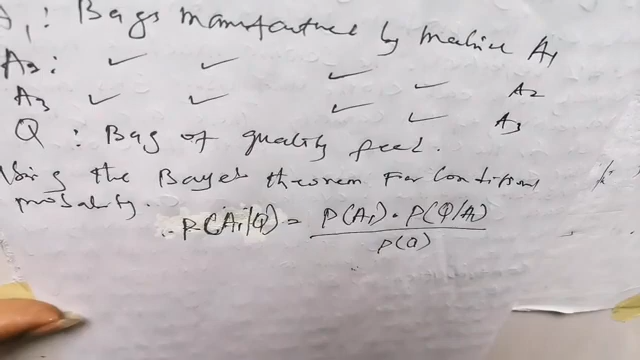 A₁ : Bags manufactured by machine A₁
A₂ : ✓ ✓ ✓ ✓ A₂
A₃ ✓ ✓ ✓ ✓ A₃
Q : Bag of quality feed.
Using the Bayes theorem For Conditional
probability.
P(A₁/Q) = P(A₁) . P(Q/A₁)
P(Q)